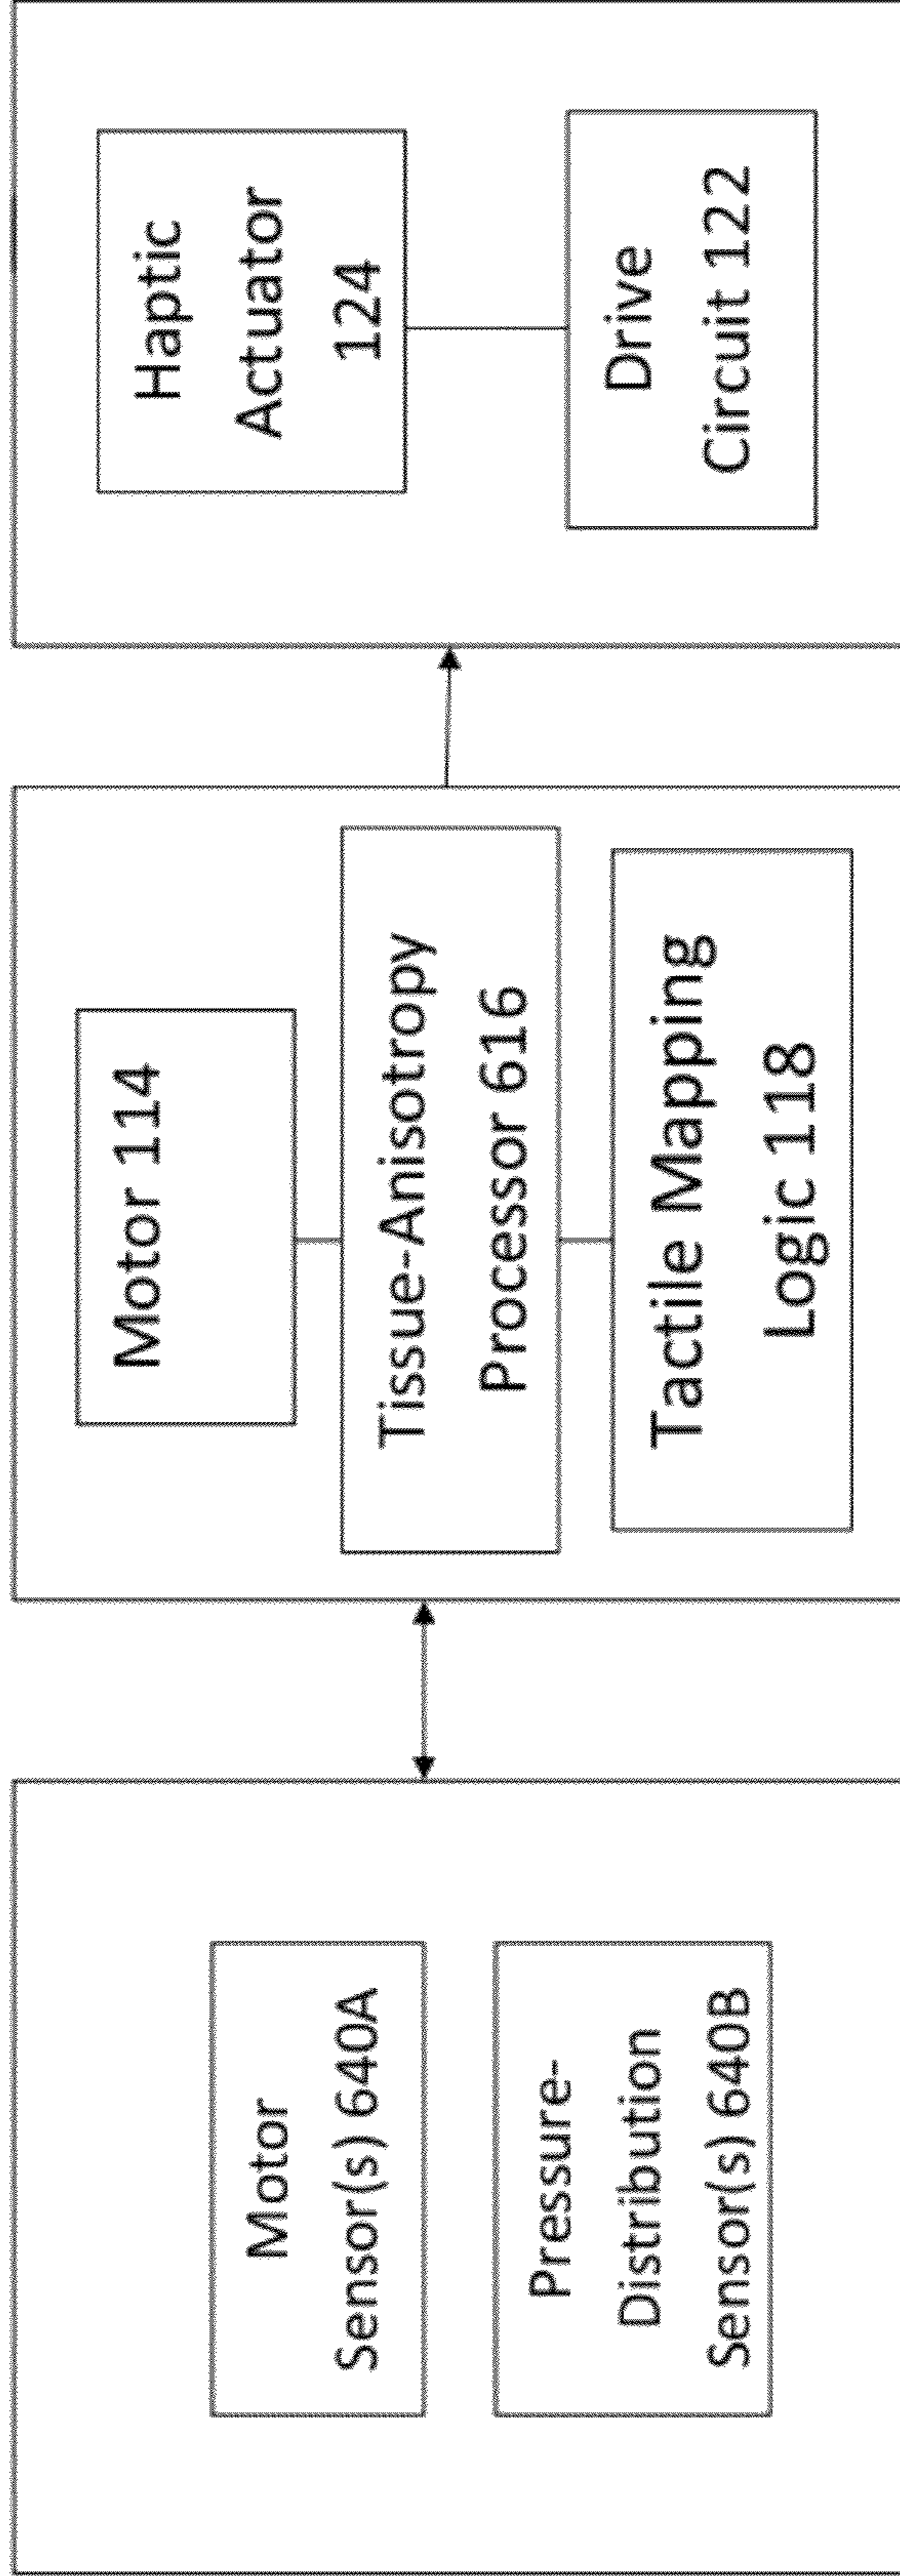 Motor
Sensor(s) 640A
Pressure-
Distribution
Sensor(s) 640B
Motor 114
Tissue-Anisotropy
Processor 616
Tactile Mapping
Logic 118
Haptic
Actuator
124
Drive
Circuit 122